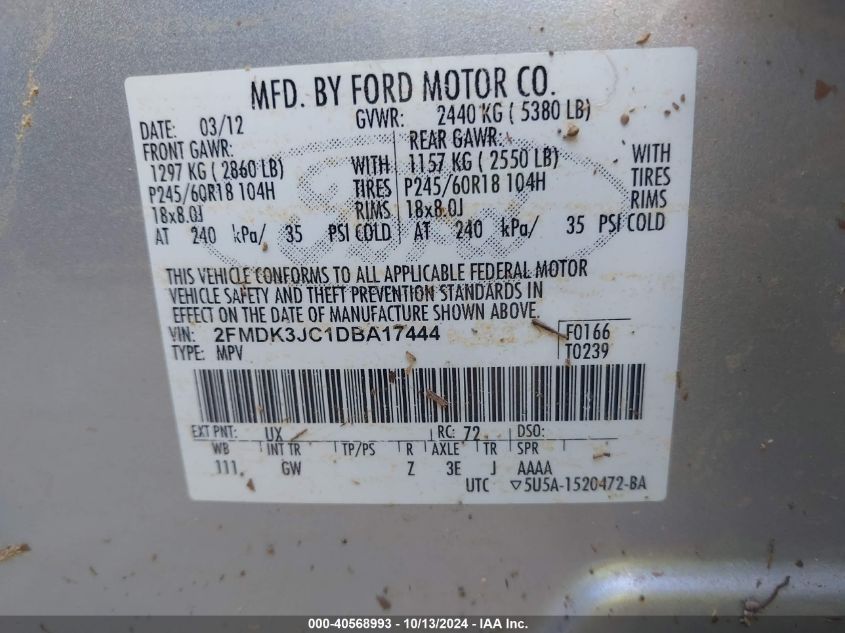 MFD. BY FORD MOTOR CO.
DATE: 03/12 GVWR: 2440 KG ( 5380 LB)
FRONT GAWR: REAR GAWR:
1297 KG ( 2860 LB) WITH 1157 KG ( 2550 LB) WITH
P245/60R18 104H TIRES P245/60R18 104H TIRES
18x8.0J RIMS 18x8.0J RIMS
AT 240 kPa/ 35 PSI COLD AT 240 kPa/ 35 PSI COLD
THIS VEHICLE CONFORMS TO ALL APPLICABLE FEDERAL MOTOR
VEHICLE SAFETY AND THEFT PREVENTION STANDARDS IN
EFFECT ON THE DATE OF MANUFACTURE SHOWN ABOVE.
VIN: 2FMDK3JC1DBA17444 F0166
TYPE: MPV T0239
EXT PNT: UX RC: 72 DSO:
WB INT TR TP/PS R AXLE TR SPR
111 GW Z 3E J AAAA
UTC ▽5U5A-1520472-BA
000-40568993 - 10/13/2024 - IAA Inc.